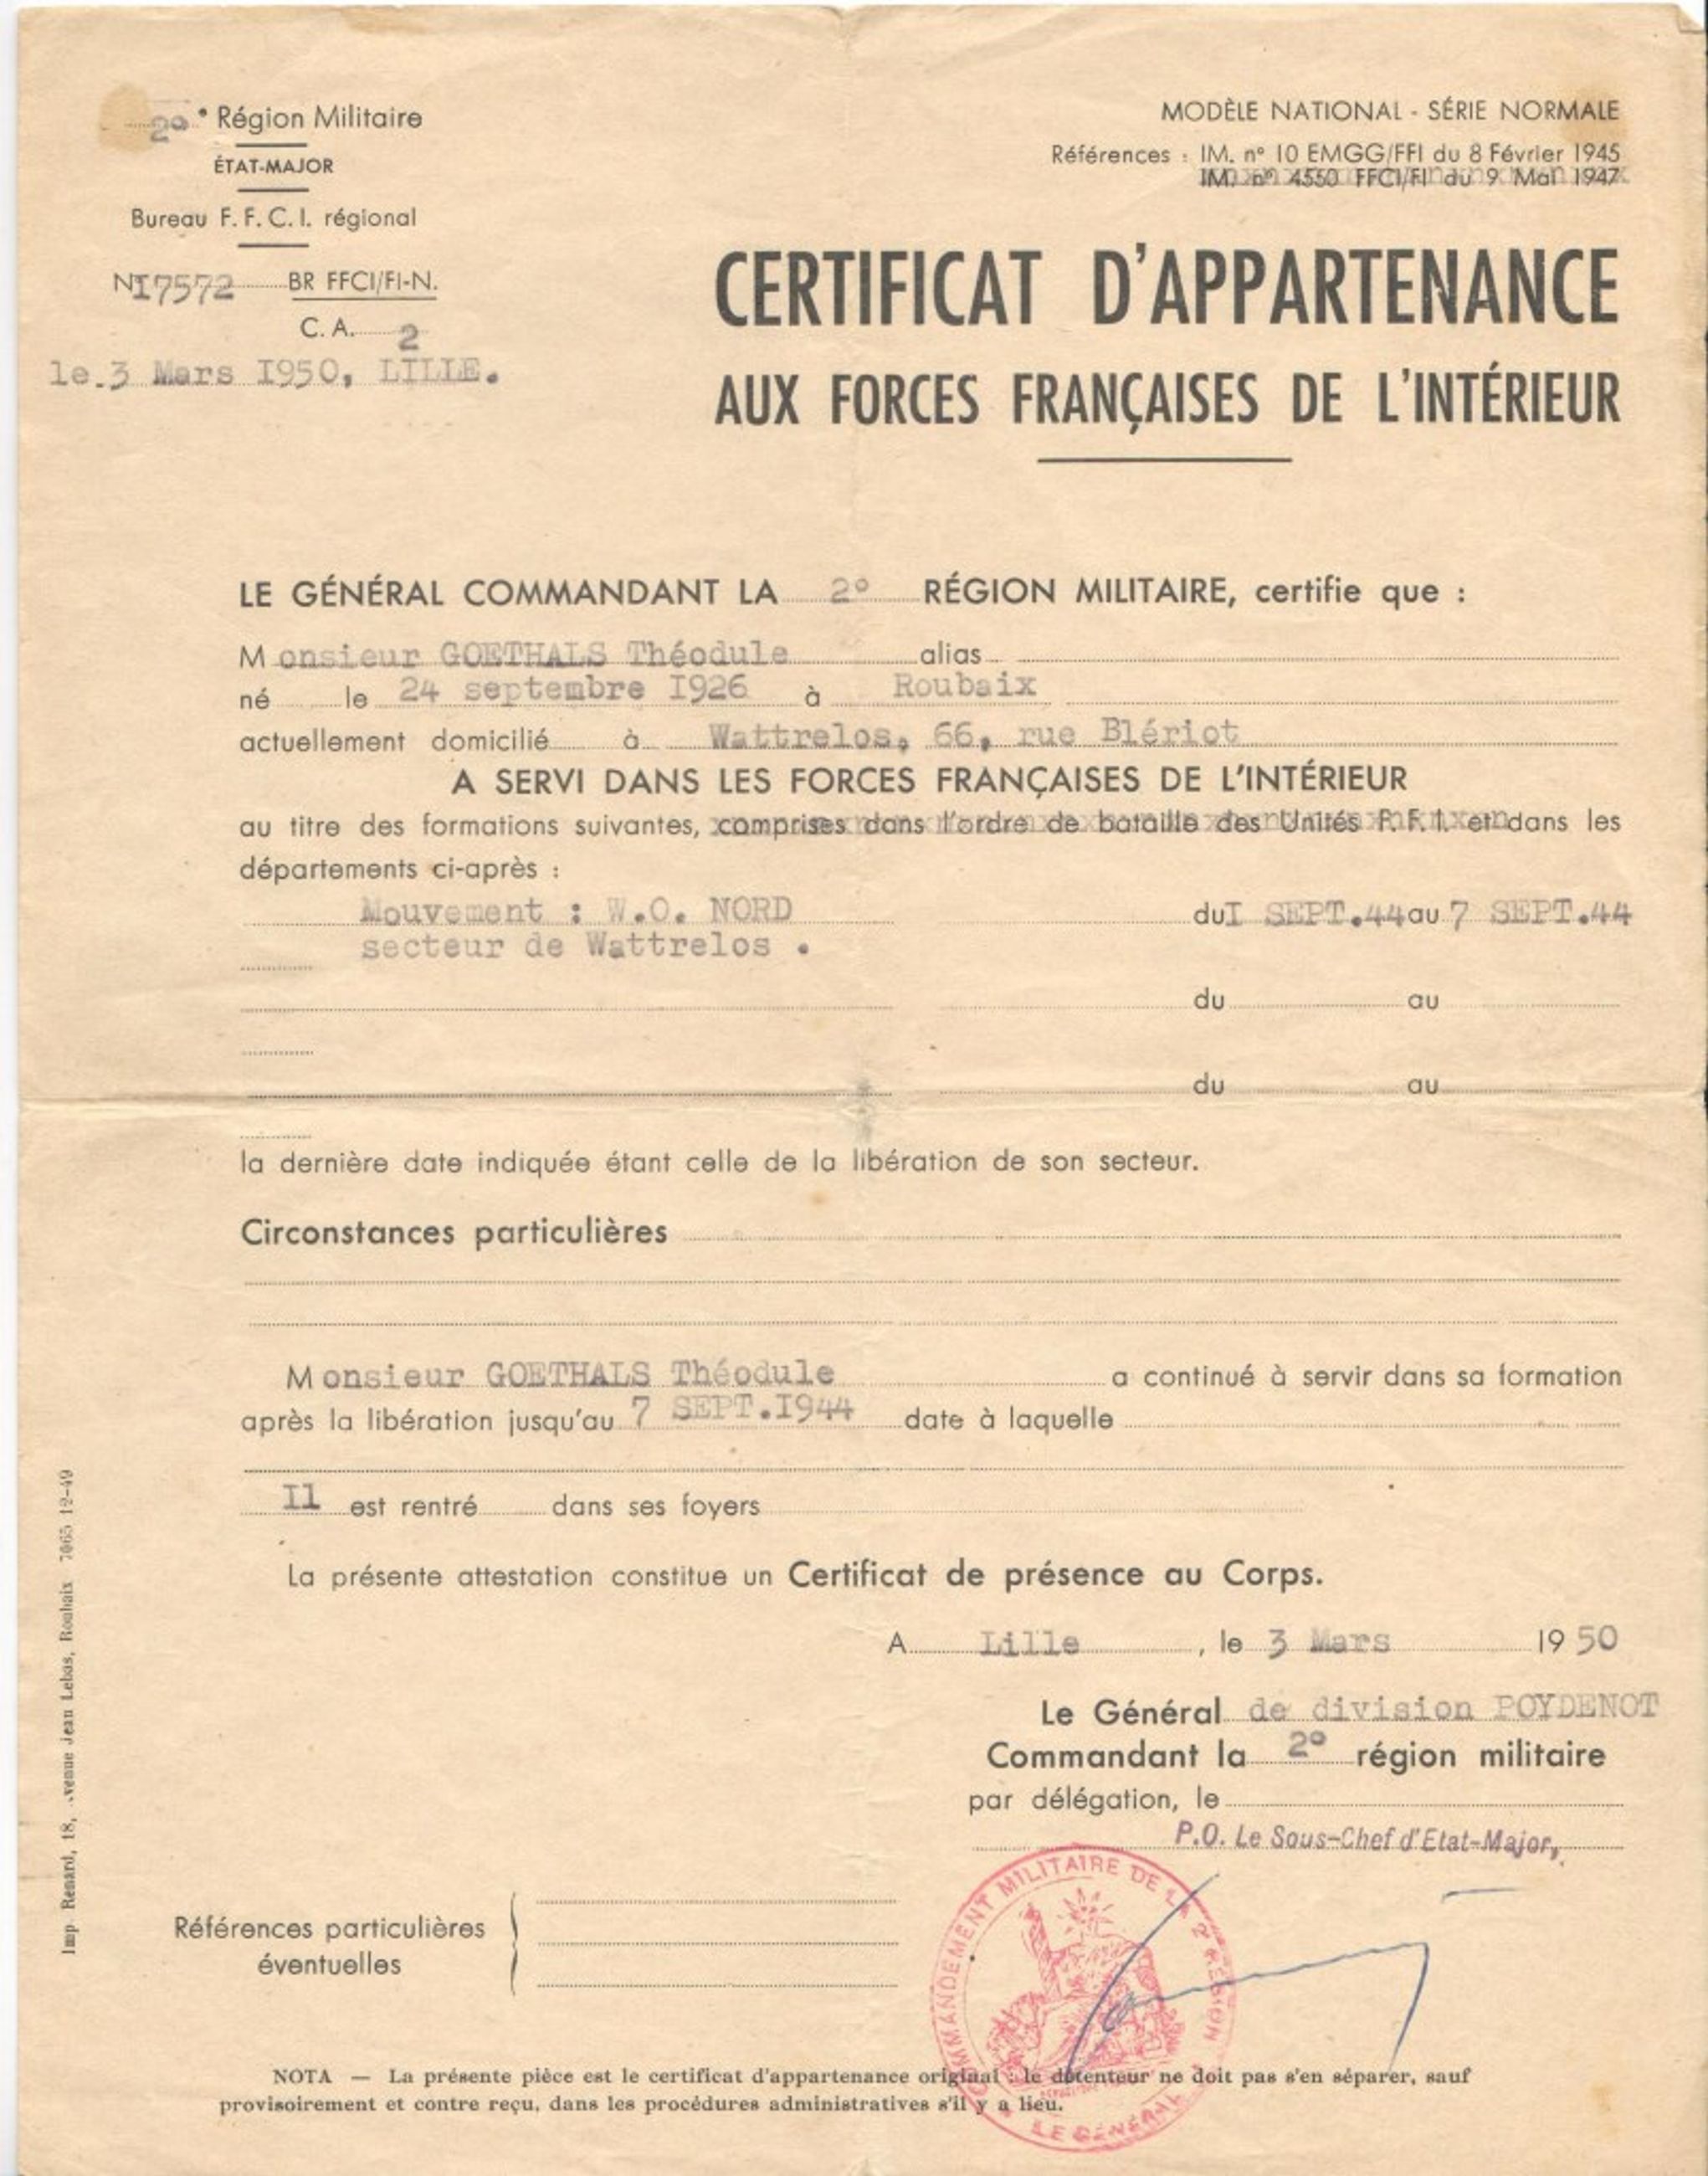 2° ° Région Militaire
ÉTAT-MAJOR
Bureau F. F. C. I. régional
NI7572 BR FFCI/FI-N.
C. A. 2
le 3 Mars I950, LILLE.
MODÈLE NATIONAL - SÉRIE NORMALE
Références : IM. n° 10 EMGG/FFI du 8 Février 1945
IM. n° 4550 FFCI/FI du 9 Mai 1947
CERTIFICAT D'APPARTENANCE
AUX FORCES FRANÇAISES DE L'INTÉRIEUR
LE GÉNÉRAL COMMANDANT LA 2° RÉGION MILITAIRE, certifie que :
Monsieur GOETHALS Théodule alias
né le 24 septembre I926 à Roubaix
actuellement domicilié à Wattrelos, 66, rue Blériot
A SERVI DANS LES FORCES FRANÇAISES DE L'INTÉRIEUR
au titre des formations suivantes, comprises dans l'ordre de bataille des Unités F. F. I. et dans les
départements ci-après :
Mouvement : W.O. NORD du I SEPT.44 au 7 SEPT.44
secteur de Wattrelos .
du au
du au
la dernière date indiquée étant celle de la libération de son secteur.
Circonstances particulières
Monsieur GOETHALS Théodule a continué à servir dans sa formation
après la libération jusqu'au 7 SEPT.I944 date à laquelle
Il est rentré dans ses foyers
La présente attestation constitue un Certificat de présence au Corps.
A Lille , le 3 Mars 1950
Le Général de division POYDENOT
Commandant la 2° région militaire
par délégation, le
P.O. Le Sous-Chef d'Etat-Major,
COMMANDEMENT MILITAIRE DE LA 2° RÉGION
LE GÉNÉRAL
Références particulières
éventuelles
NOTA — La présente pièce est le certificat d'appartenance original : le détenteur ne doit pas s'en séparer, sauf
provisoirement et contre reçu, dans les procédures administratives s'il y a lieu.
Imp. Renard, 18, avenue Jean Lebas, Roubaix 7065 12-49